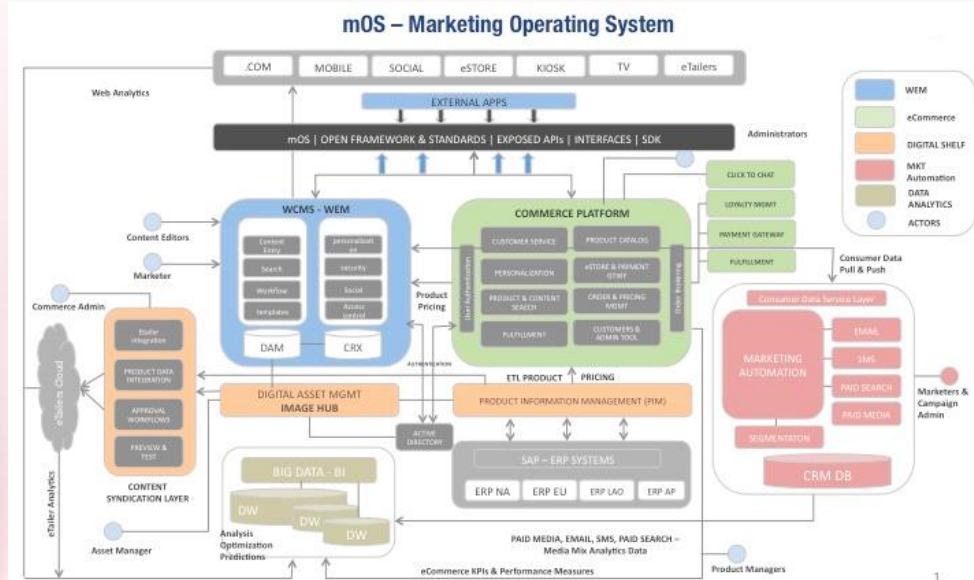 mOS – Marketing Operating System
.COM
MOBILE
SOCIAL
eSTORE
KIOSK
TV
eTailers
Web Analytics
EXTERNAL APPS
mOS | OPEN FRAMEWORK & STANDARDS | EXPOSED APIs | INTERFACES | SDK
Administrators
WEM
eCommerce
DIGITAL SHELF
MKT
Automation
DATA
ANALYTICS
ACTORS
CLICK TO CHAT
LOYALTY MGMT
PAYMENT GATEWAY
FULFILLMENT
WCMS - WEM
Content
Entry
Search
Workflow
templates
personalizati
on
security
Social
Access
control
DAM
CRX
COMMERCE PLATFORM
User Authentication
CUSTOMER SERVICE
PERSONALIZATION
PRODUCT & CONTENT
SEARCH
FULFILLMENT
PRODUCT CATALOG
eSTORE & PAYMENT
GTWY
ORDER & PRICING
MGMT
CUSTOMERS &
ADMIN TOOL
Order Brokering
Content Editors
Marketer
Commerce Admin
Product
Pricing
AUTHENTICATION
Consumer Data
Pull & Push
Consumer Data Service Layer
MARKETING
AUTOMATION
EMAIL
SMS
PAID SEARCH
PAID MEDIA
SEGMENTATON
CRM DB
Marketers &
Campaign
Admin
eTailers Cloud
Etailer
Integration
PRODUCT DATA
INTEGRATION
APPROVAL
WORKFLOWS
PREVIEW &
TEST
CONTENT
SYNDICATION LAYER
ETL PRODUCT
PRICING
DIGITAL ASSET MGMT
IMAGE HUB
PRODUCT INFORMATION MANAGEMENT (PIM)
ACTIVE
DIRECTORY
SAP – ERP SYSTEMS
ERP NA
ERP EU
ERP LAO
ERP AP
BIG DATA - BI
DW
DW
DW
Analysis
Optimization
Predictions
eTailer Analytics
Asset Manager
PAID MEDIA, EMAIL, SMS, PAID SEARCH –
Media Mix Analytics Data
eCommerce KPIs & Performance Measures
Product Managers
1